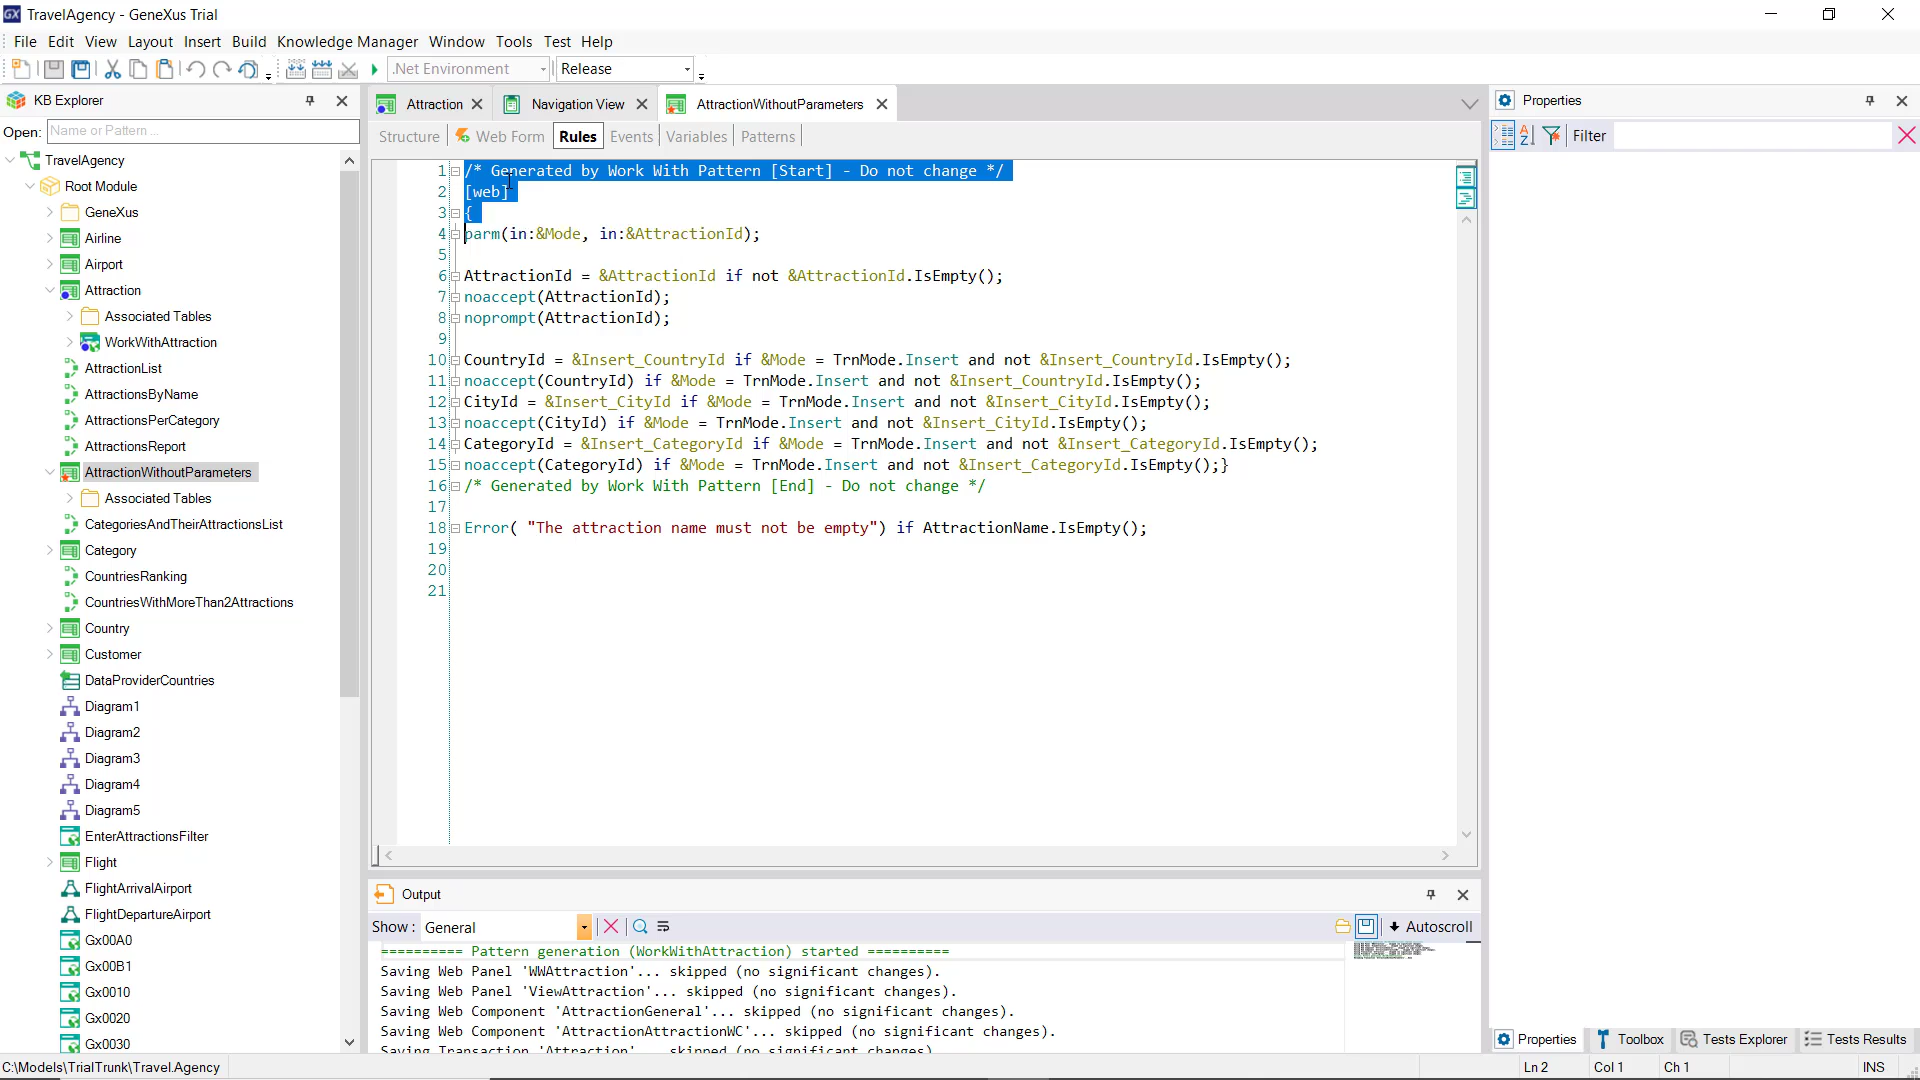 TravelAgency - GeneXus Trial
File Edit View Layout Insert Build Knowledge Manager Window Tools Test Help
.Net Environment Release
KB Explorer
Open: Name or Pattern ...
TravelAgency
Root Module
GeneXus
Airline
Airport
Attraction
Associated Tables
WorkWithAttraction
AttractionList
AttractionsByName
AttractionsPerCategory
AttractionsReport
AttractionWithoutParameters
Associated Tables
CategoriesAndTheirAttractionsList
Category
CountriesRanking
CountriesWithMoreThan2Attractions
Country
Customer
DataProviderCountries
Diagram1
Diagram2
Diagram3
Diagram4
Diagram5
EnterAttractionsFilter
Flight
FlightArrivalAirport
FlightDepartureAirport
Gx00A0
Gx00B1
Gx0010
Gx0020
Gx0030
Attraction Navigation View AttractionWithoutParameters
Structure Web Form Rules Events Variables Patterns
1 /* Generated by Work With Pattern [Start] - Do not change */
2 [web]
3 {
4 parm(in:&Mode, in:&AttractionId);
5
6 AttractionId = &AttractionId if not &AttractionId.IsEmpty();
7 noaccept(AttractionId);
8 noprompt(AttractionId);
9
10 CountryId = &Insert_CountryId if &Mode = TrnMode.Insert and not &Insert_CountryId.IsEmpty();
11 noaccept(CountryId) if &Mode = TrnMode.Insert and not &Insert_CountryId.IsEmpty();
12 CityId = &Insert_CityId if &Mode = TrnMode.Insert and not &Insert_CityId.IsEmpty();
13 noaccept(CityId) if &Mode = TrnMode.Insert and not &Insert_CityId.IsEmpty();
14 CategoryId = &Insert_CategoryId if &Mode = TrnMode.Insert and not &Insert_CategoryId.IsEmpty();
15 noaccept(CategoryId) if &Mode = TrnMode.Insert and not &Insert_CategoryId.IsEmpty();}
16 /* Generated by Work With Pattern [End] - Do not change */
17
18 Error( "The attraction name must not be empty") if AttractionName.IsEmpty();
19
20
21
Output
Show: General Autoscroll
========== Pattern generation (WorkWithAttraction) started ==========
Saving Web Panel 'WWAttraction'... skipped (no significant changes).
Saving Web Panel 'ViewAttraction'... skipped (no significant changes).
Saving Web Component 'AttractionGeneral'... skipped (no significant changes).
Saving Web Component 'AttractionAttractionWC'... skipped (no significant changes).
Saving Transaction 'Attraction'... skipped (no significant changes).
Properties
Filter
Properties Toolbox Tests Explorer Tests Results
C:\Models\TrialTrunk\Travel.Agency Ln 2 Col 1 Ch 1 INS